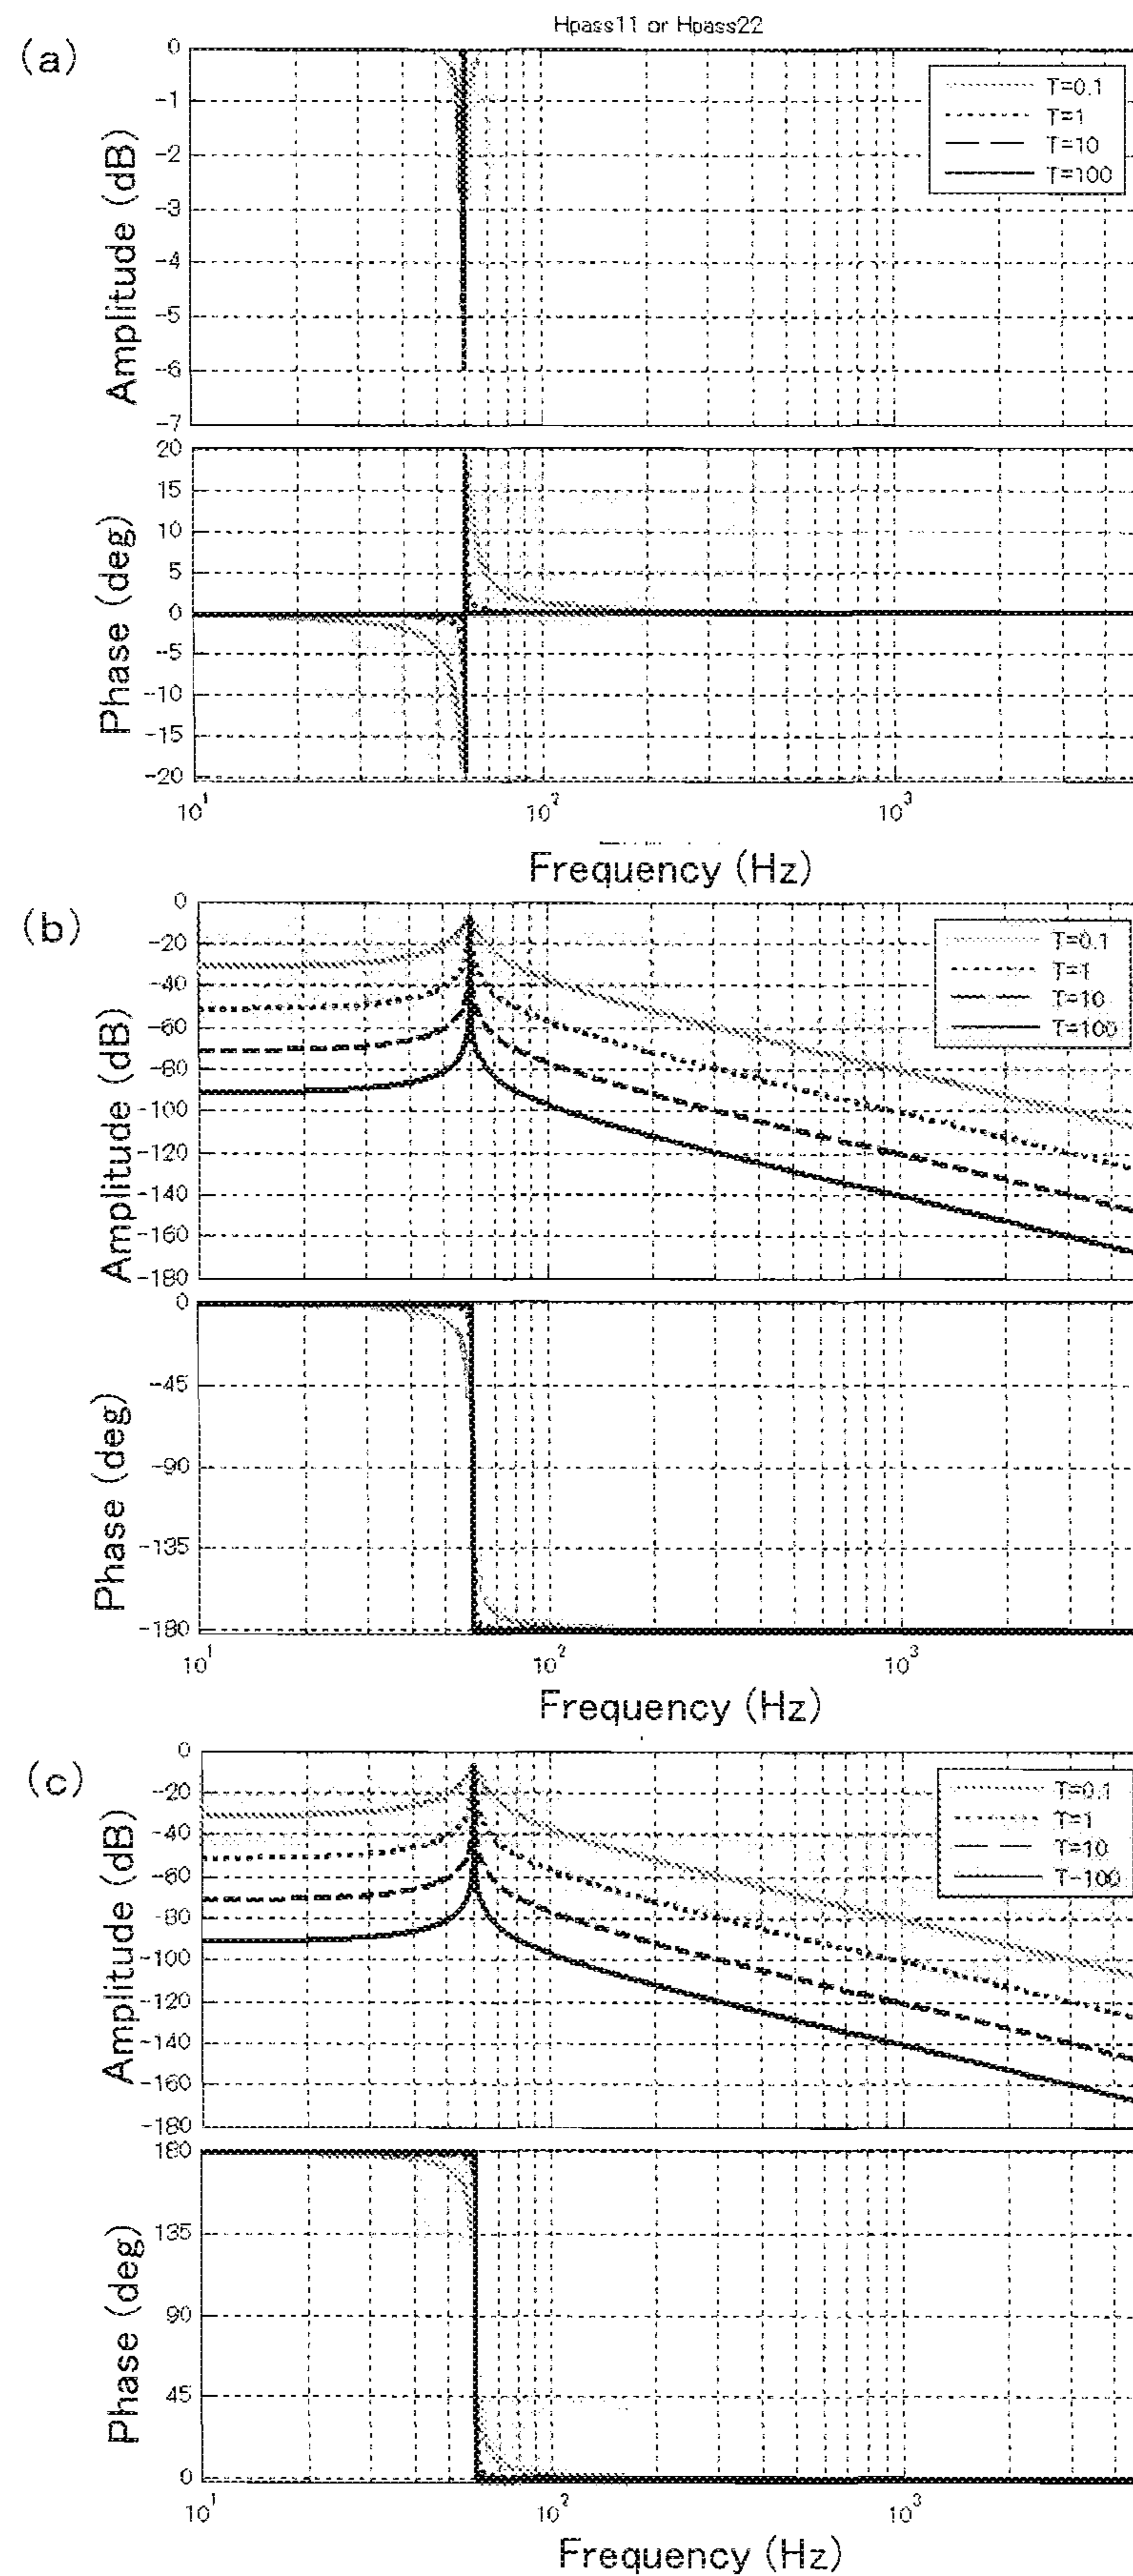 Hpass11 or Hpass22
(a)
Amplitude (dB)
0
-1
-2
-3
-4
-5
-6
-7
T=0.1
T=1
T=10
T=100
Phase (deg)
20
15
10
5
0
-5
-10
-15
-20
10¹
10²
10³
Frequency (Hz)
(b)
Amplitude (dB)
0
-20
-40
-60
-80
-100
-120
-140
-160
-180
T=0.1
T=1
T=10
T=100
Phase (deg)
0
-45
-90
-135
-180
10¹
10²
10³
Frequency (Hz)
(c)
Amplitude (dB)
0
-20
-40
-60
-80
-100
-120
-140
-160
-180
T=0.1
T=1
T=10
T-100
Phase (deg)
180
135
90
45
0
10¹
10²
10³
Frequency (Hz)